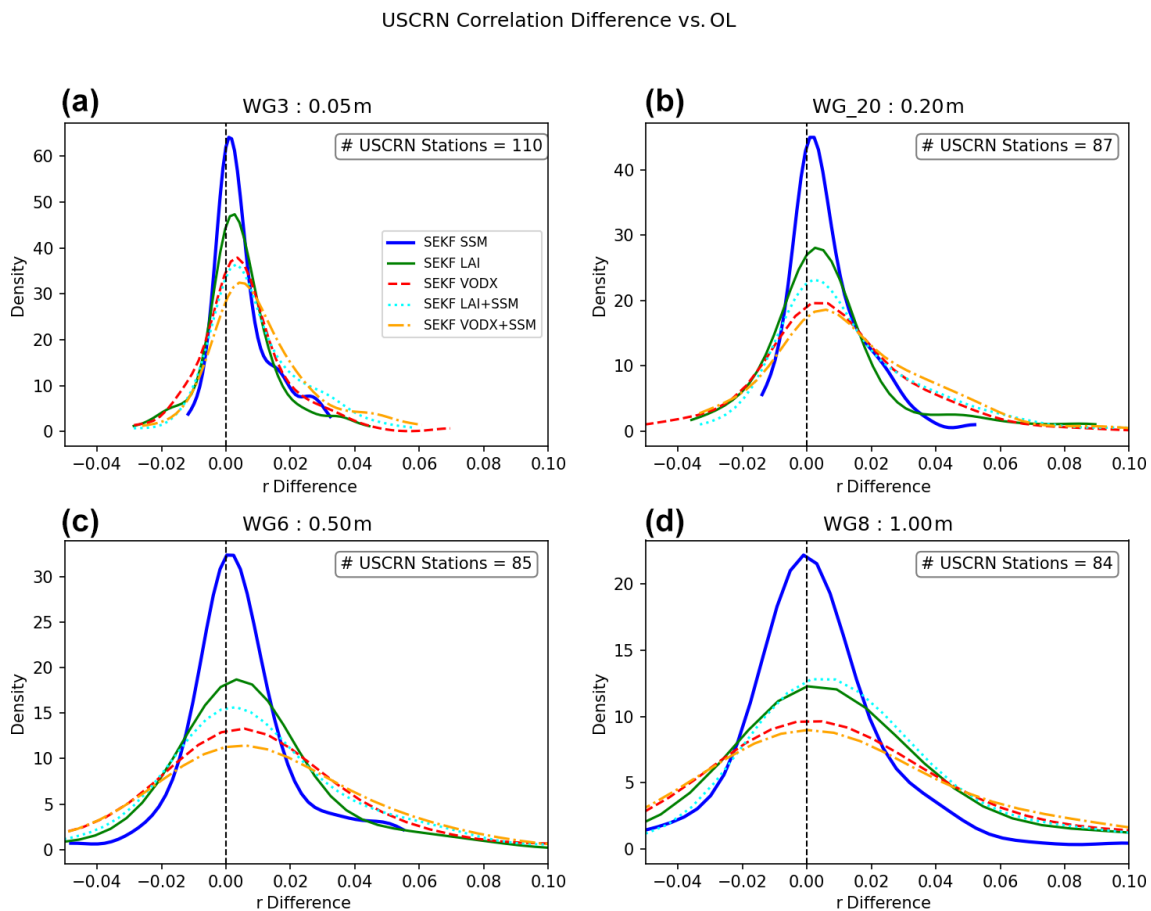 USCRN Correlation Difference vs. OL
(a)
WG3 : 0.05m
# USCRN Stations = 110
60
50
40
30
20
10
0
Density
SEKF SSM
SEKF LAI
SEKF VODX
SEKF LAI+SSM
SEKF VODX+SSM
−0.04 −0.02 0.00 0.02 0.04 0.06 0.08 0.10
r Difference
(b)
WG_20 : 0.20m
# USCRN Stations = 87
40
30
20
10
0
Density
−0.04 −0.02 0.00 0.02 0.04 0.06 0.08 0.10
r Difference
(c)
WG6 : 0.50m
# USCRN Stations = 85
30
25
20
15
10
5
0
Density
−0.04 −0.02 0.00 0.02 0.04 0.06 0.08 0.10
r Difference
(d)
WG8 : 1.00m
# USCRN Stations = 84
20
15
10
5
0
Density
−0.04 −0.02 0.00 0.02 0.04 0.06 0.08 0.10
r Difference